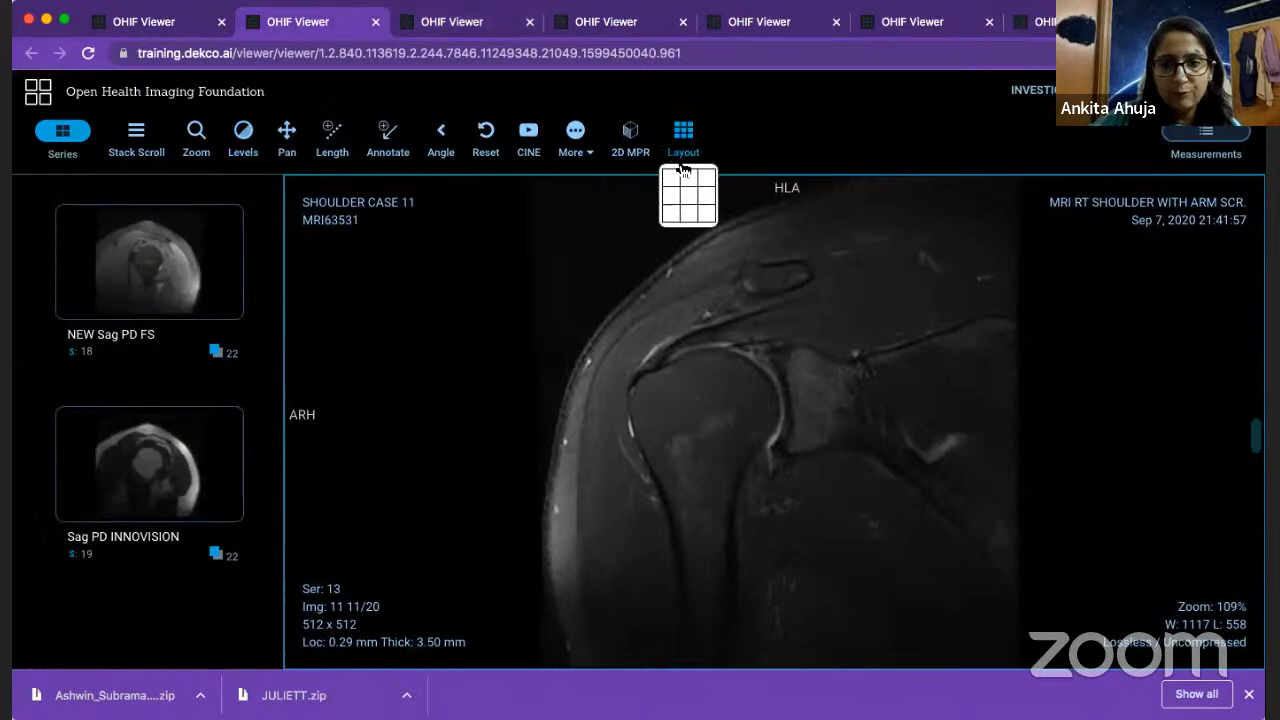 OHIF Viewer
OHIF Viewer
OHIF Viewer
OHIF Viewer
OHIF Viewer
OHIF Viewer
training.dekco.ai/viewer/viewer/1.2.840.113619.2.244.7846.11249348.21049.1599450040.961
Open Health Imaging Foundation
Ankita Ahuja
Series
Stack Scroll
Zoom
Levels
Pan
Length
Annotate
Angle
Reset
CINE
More
2D MPR
Layout
Measurements
SHOULDER CASE 11
MRI63531
HLA
MRI RT SHOULDER WITH ARM SCR.
Sep 7, 2020 21:41:57
NEW Sag PD FS
S: 18
22
ARH
Sag PD INNOVISION
S: 19
22
Ser: 13
Img: 11 11/20
512 x 512
Loc: 0.29 mm Thick: 3.50 mm
Zoom: 109%
W: 1117 L: 558
Lossless / Uncompressed
zoom
Ashwin_Subrama....zip
JULIETT.zip
Show all